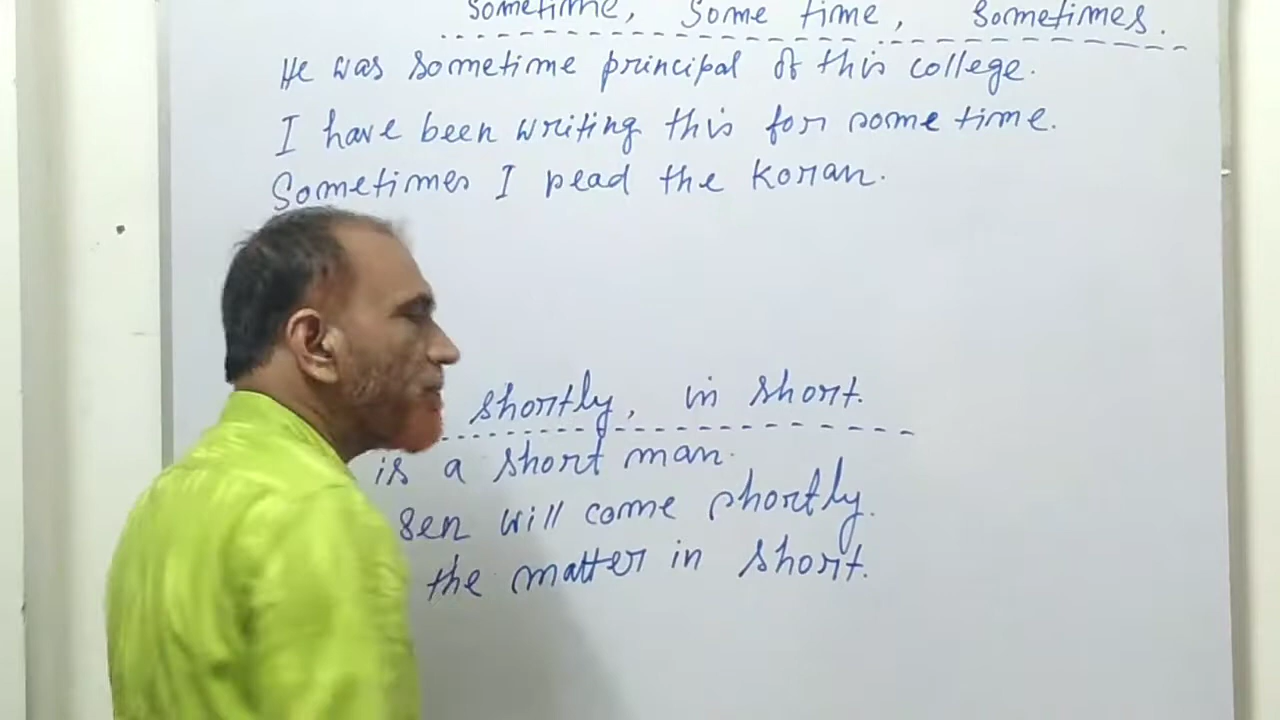 sometime, some time, sometimes.
He was sometime principal of this college.
I have been writing this for some time.
Sometimes I read the Koran.
shortly, in short.
is a short man.
sen will come shortly.
the matter in short.